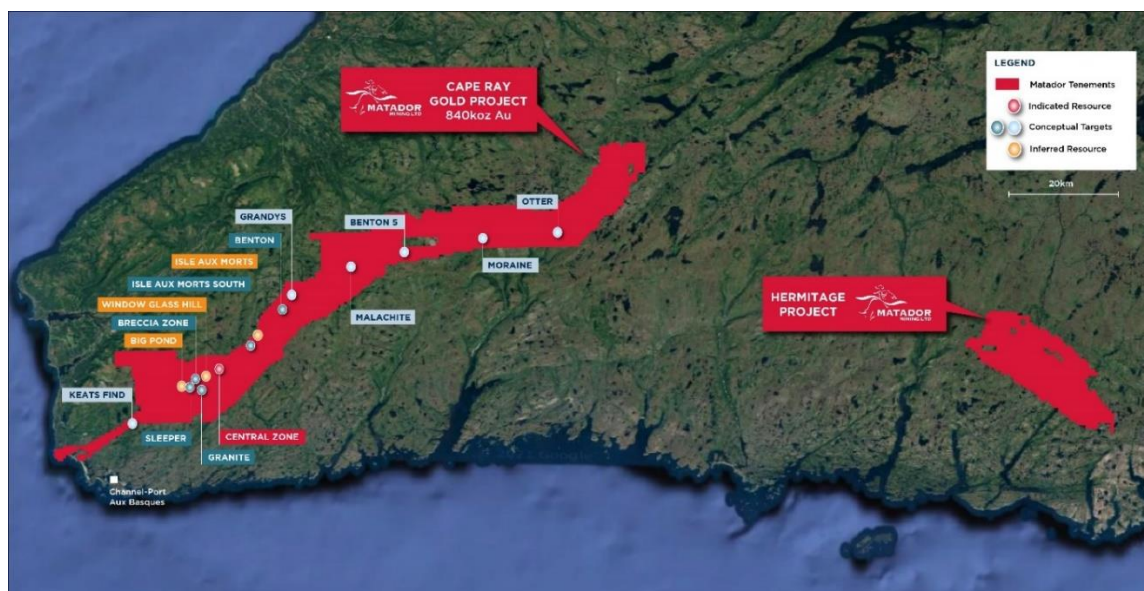 MATADOR
MINING LTD
CAPE RAY
GOLD PROJECT
840koz Au
LEGEND
Matador Tenements
Indicated Resource
Conceptual Targets
Inferred Resource
20km
OTTER
GRANDYS
BENTON 5
BENTON
MORAINE
ISLE AUX MORTS
ISLE AUX MORTS SOUTH
HERMITAGE
PROJECT
MATADOR
MINING LTD
WINDOW GLASS HILL
MALACHITE
BRECCIA ZONE
BIG POND
KEATS FIND
SLEEPER
CENTRAL ZONE
GRANITE
Channel-Port
Aux Basques